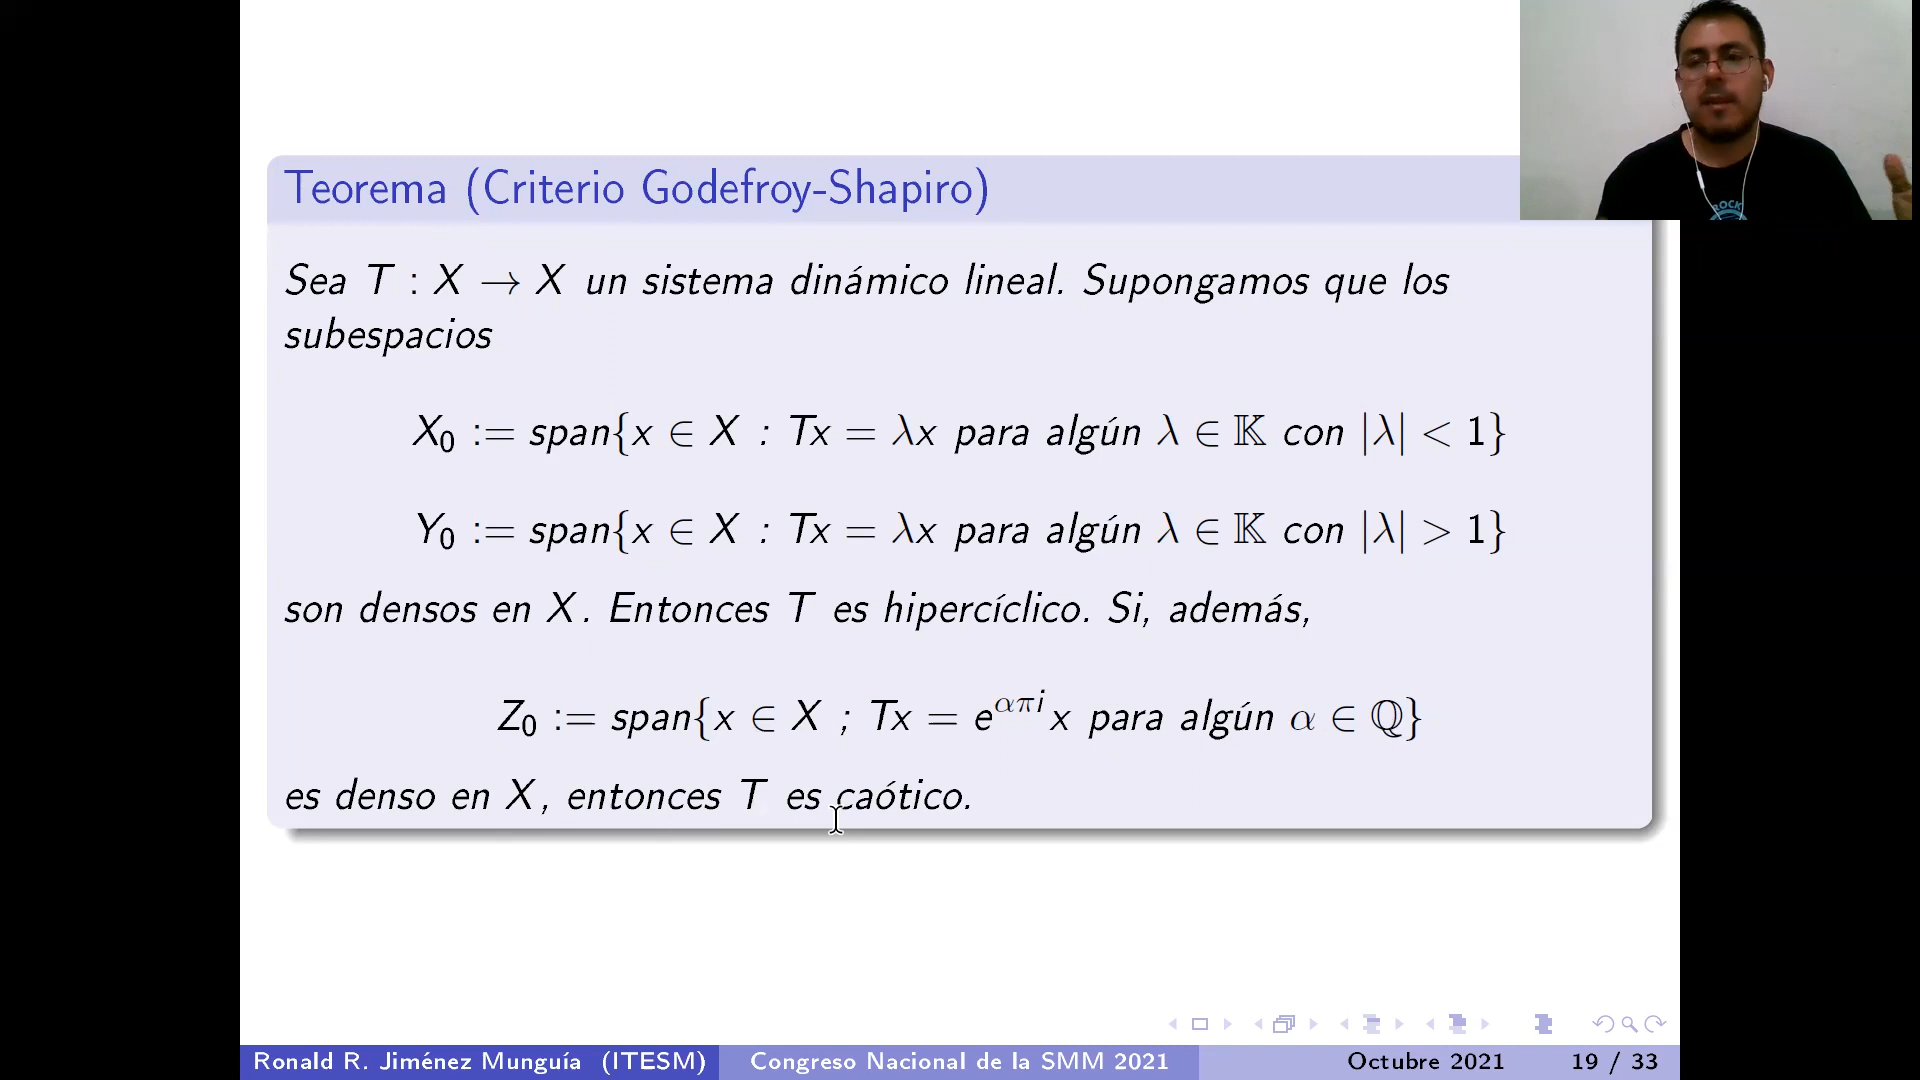 ROCK
Teorema (Criterio Godefroy-Shapiro)
Sea T : X → X un sistema dinámico lineal. Supongamos que los
subespacios
X₀ := span{x ∈ X : Tx = λx para algún λ ∈ 𝕂 con |λ| < 1}
Y₀ := span{x ∈ X : Tx = λx para algún λ ∈ 𝕂 con |λ| > 1}
son densos en X. Entonces T es hipercíclico. Si, además,
Z₀ := span{x ∈ X ; Tx = e^{απi}x para algún α ∈ ℚ}
es denso en X, entonces T es caótico.
Ronald R. Jiménez Munguía (ITESM) Congreso Nacional de la SMM 2021 Octubre 2021 19 / 33